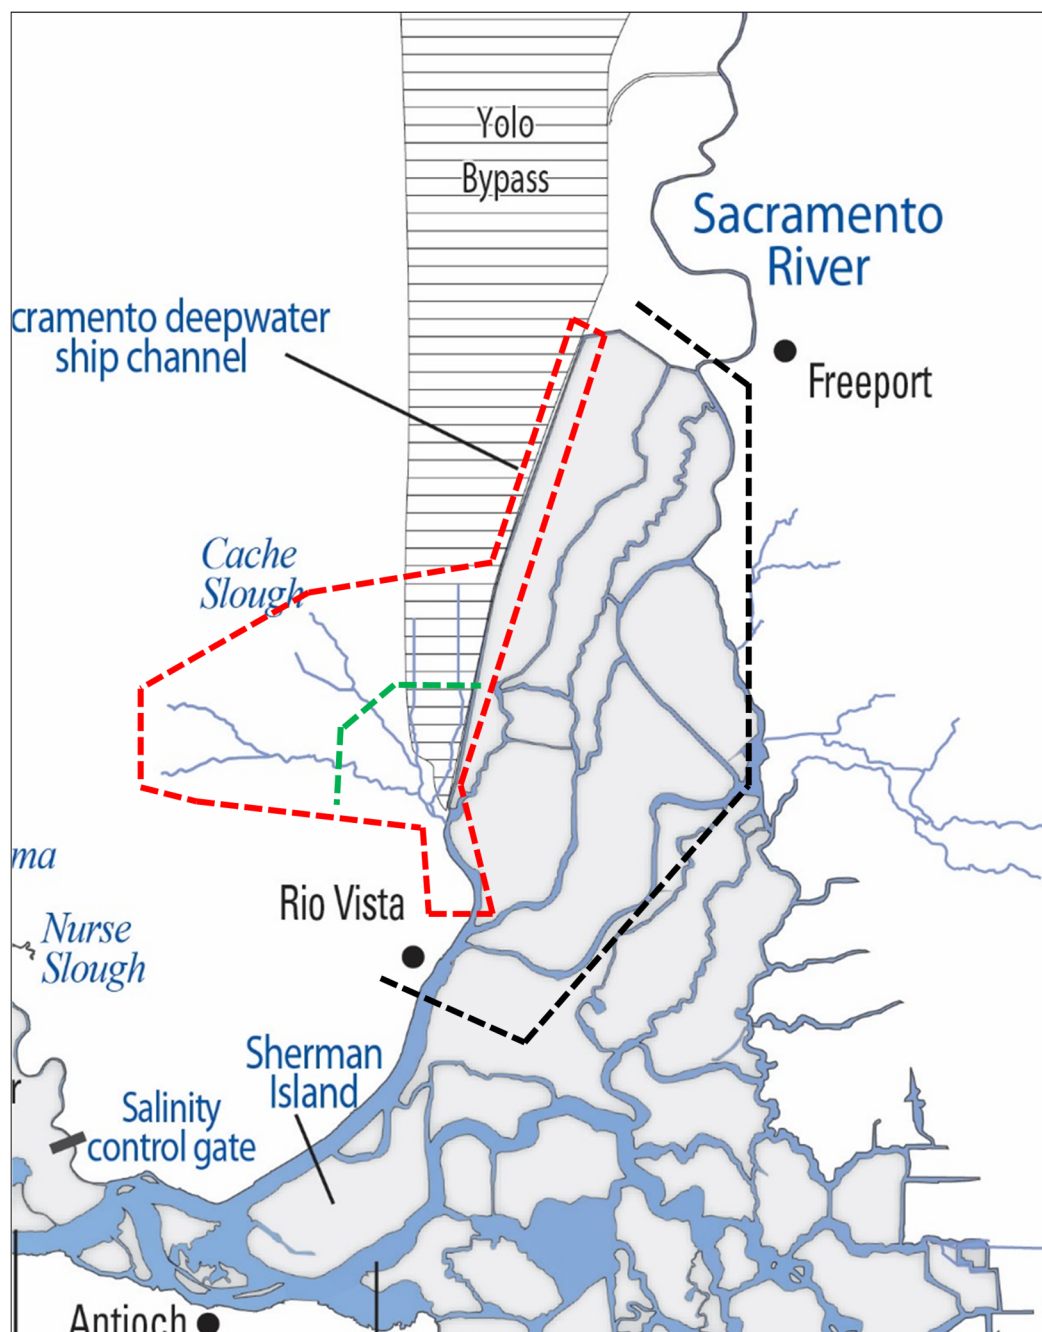 Yolo
Bypass
Sacramento
River
cramento deepwater
ship channel
Freeport
Cache
Slough
ma
Rio Vista
Nurse
Slough
Sherman
Island
r
Salinity
control gate
Antioch